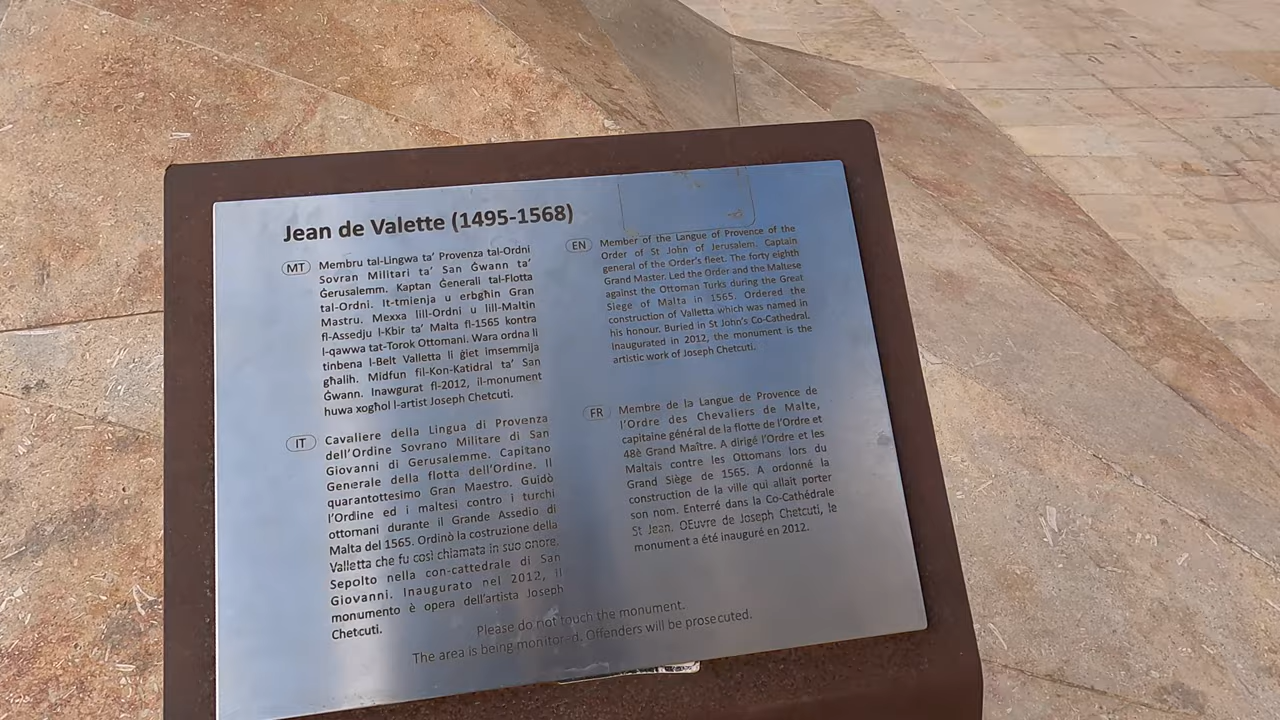 Jean de Valette (1495-1568)
MT
Membru tal-Lingwa ta’ Provenza tal-Ordni
Sovran Militari ta’ San Ġwann ta’
Ġerusalemm. Kaptan Ġenerali tal-Flotta
tal-Ordni. It-tmienja u erbgħin Gran
Mastru. Mexxa lill-Ordni u lill-Maltin
fl-Assedju l-Kbir ta’ Malta fl-1565 kontra
l-qawwa tat-Torok Ottomani. Wara ordna li
tinbena l-Belt Valletta li ġiet imsemmija
għalih. Midfun fil-Kon-Katidral ta’ San
Ġwann. Inawgurat fl-2012, il-monument
huwa xogħol l-artist Joseph Chetcuti.
EN
Member of the Langue of Provence of the
Order of St John of Jerusalem. Captain
general of the Order’s fleet. The forty eighth
Grand Master. Led the Order and the Maltese
against the Ottoman Turks during the Great
Siege of Malta in 1565. Ordered the
construction of Valletta which was named in
his honour. Buried in St John’s Co-Cathedral.
Inaugurated in 2012, the monument is the
artistic work of Joseph Chetcuti.
IT
Cavaliere della Lingua di Provenza
dell’Ordine Sovrano Militare di San
Giovanni di Gerusalemme. Capitano
Generale della flotta dell’Ordine. Il
quarantottesimo Gran Maestro. Guidò
l’Ordine ed i maltesi contro i turchi
ottomani durante il Grande Assedio di
Malta del 1565. Ordinò la costruzione della
Valletta che fu così chiamata in suo onore.
Sepolto nella con-cattedrale di San
Giovanni. Inaugurato nel 2012, il
monumento è opera dell’artista Joseph
Chetcuti.
FR
Membre de la Langue de Provence de
l’Ordre des Chevaliers de Malte,
capitaine général de la flotte de l’Ordre et
48è Grand Maître. A dirigé l’Ordre et les
Maltais contre les Ottomans lors du
Grand Siège de 1565. A ordonné la
construction de la ville qui allait porter
son nom. Enterré dans la Co-Cathédrale
St Jean. OEuvre de Joseph Chetcuti, le
monument a été inauguré en 2012.
Please do not touch the monument.
The area is being monitored. Offenders will be prosecuted.